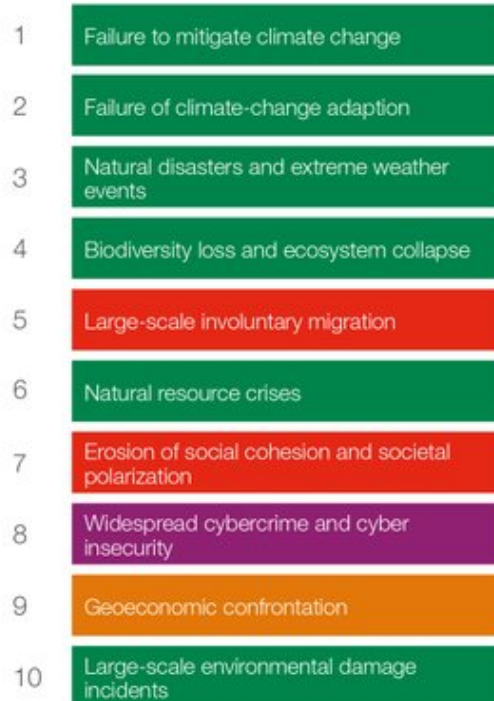 1 Failure to mitigate climate change
2 Failure of climate-change adaption
3 Natural disasters and extreme weather
events
4 Biodiversity loss and ecosystem collapse
5 Large-scale involuntary migration
6 Natural resource crises
7 Erosion of social cohesion and societal
polarization
8 Widespread cybercrime and cyber
insecurity
9 Geoeconomic confrontation
10 Large-scale environmental damage
incidents